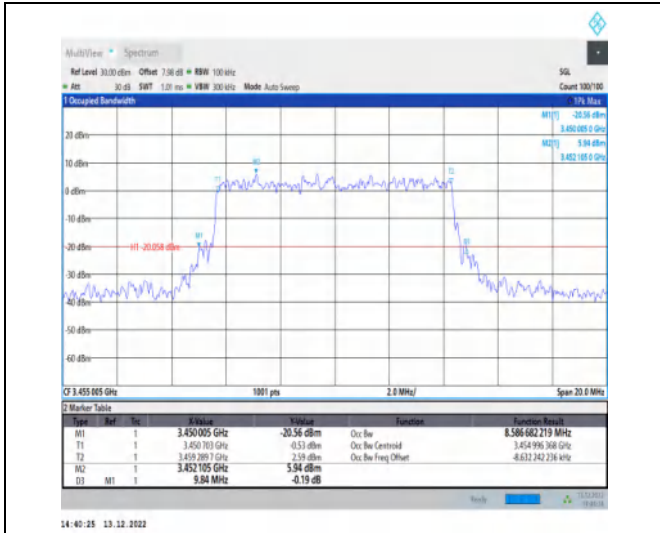 MultiView Spectrum
Ref Level 30.00 dBm Offset 7.98 dB RBW 100 kHz SGL
Att 30 dB SWT 1.01 ms VBW 300 kHz Mode Auto Sweep Count 100/100
1 Occupied Bandwidth 1Pk Max
M1[1] -20.56 dBm
3.450 005 0 GHz
20 dBm M2[1] 5.94 dBm
3.452 105 0 GHz
10 dBm
M2
T1 T2
0 dBm
-10 dBm
M1
-20 dBm H1 -20.058 dBm
-30 dBm
-40 dBm
-50 dBm
-60 dBm
CF 3.455 005 GHz 1001 pts 2.0 MHz/ Span 20.0 MHz
2 Marker Table
Type Ref Trc X-Value Y-Value Function Function Result
M1 1 3.450 005 GHz -20.56 dBm Occ Bw 8.586 682 219 MHz
T1 1 3.450 703 GHz -0.53 dBm Occ Bw Centroid 3.454 996 368 GHz
T2 1 3.459 289 7 GHz 2.59 dBm Occ Bw Freq Offset -8.632 242 236 kHz
M2 1 3.452 105 GHz 5.94 dBm
D3 M1 1 9.84 MHz -0.19 dB
Ready
14:40:25 13.12.2022